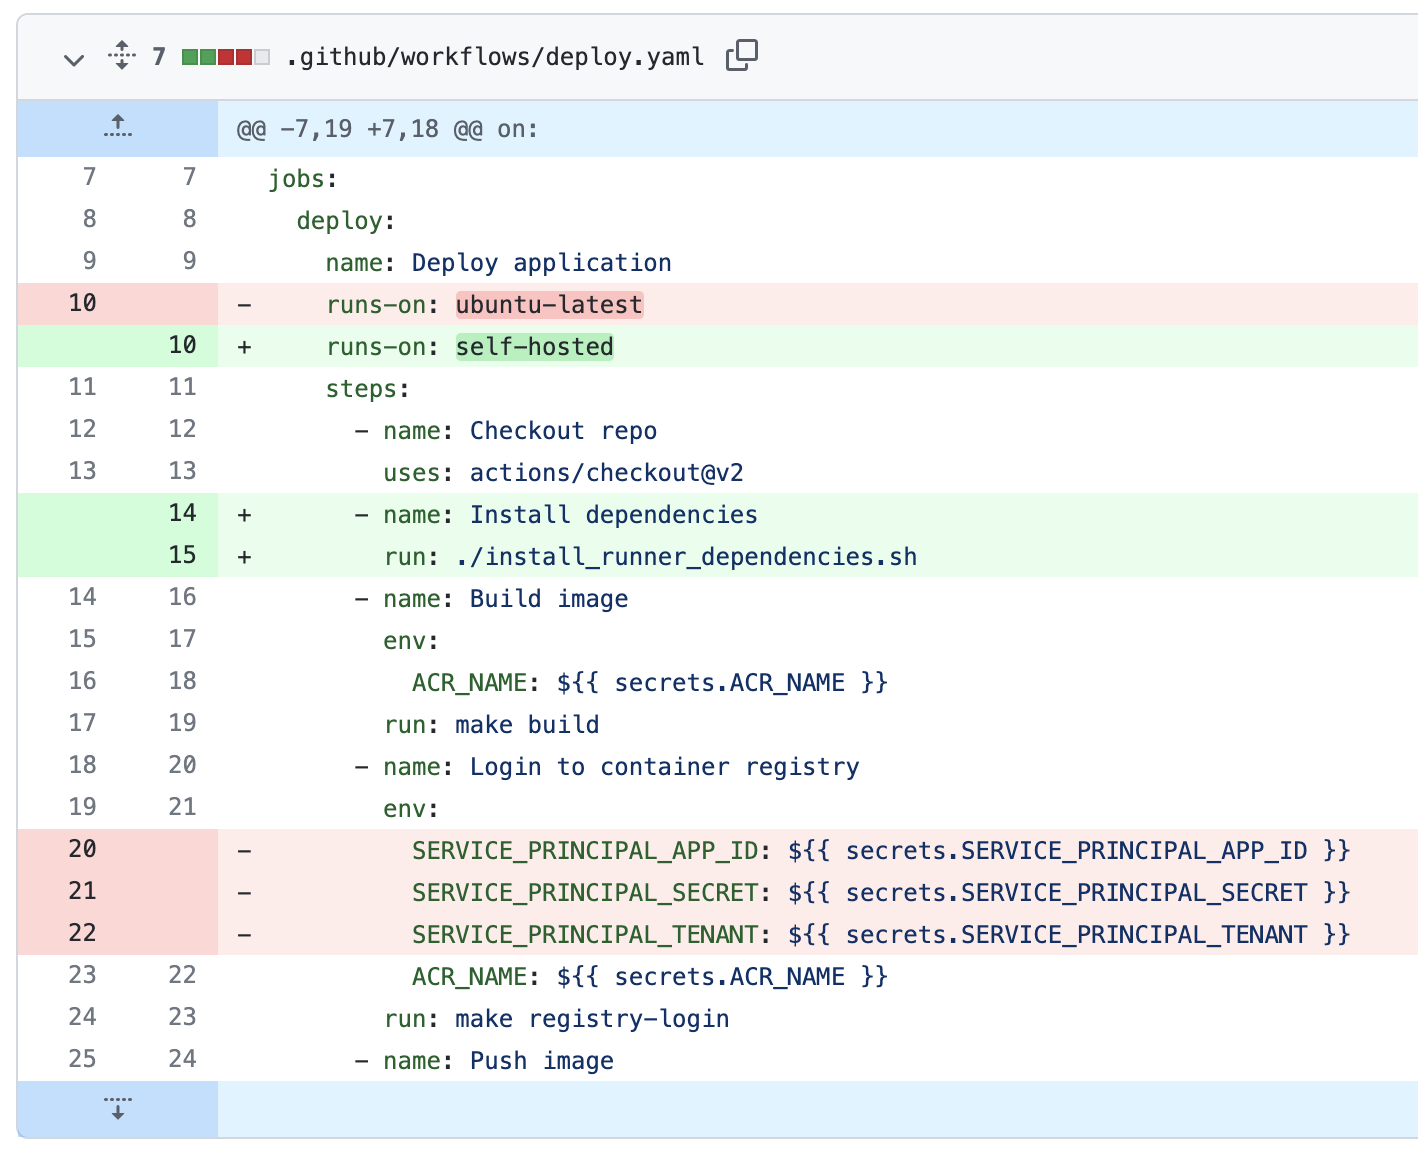 7 .github/workflows/deploy.yaml
@@ -7,19 +7,18 @@ on:
7 7 jobs:
8 8 deploy:
9 9 name: Deploy application
10 - runs-on: ubuntu-latest
10 + runs-on: self-hosted
11 11 steps:
12 12 - name: Checkout repo
13 13 uses: actions/checkout@v2
14 + - name: Install dependencies
15 + run: ./install_runner_dependencies.sh
14 16 - name: Build image
15 17 env:
16 18 ACR_NAME: ${{ secrets.ACR_NAME }}
17 19 run: make build
18 20 - name: Login to container registry
19 21 env:
20 - SERVICE_PRINCIPAL_APP_ID: ${{ secrets.SERVICE_PRINCIPAL_APP_ID }}
21 - SERVICE_PRINCIPAL_SECRET: ${{ secrets.SERVICE_PRINCIPAL_SECRET }}
22 - SERVICE_PRINCIPAL_TENANT: ${{ secrets.SERVICE_PRINCIPAL_TENANT }}
23 22 ACR_NAME: ${{ secrets.ACR_NAME }}
24 23 run: make registry-login
25 24 - name: Push image